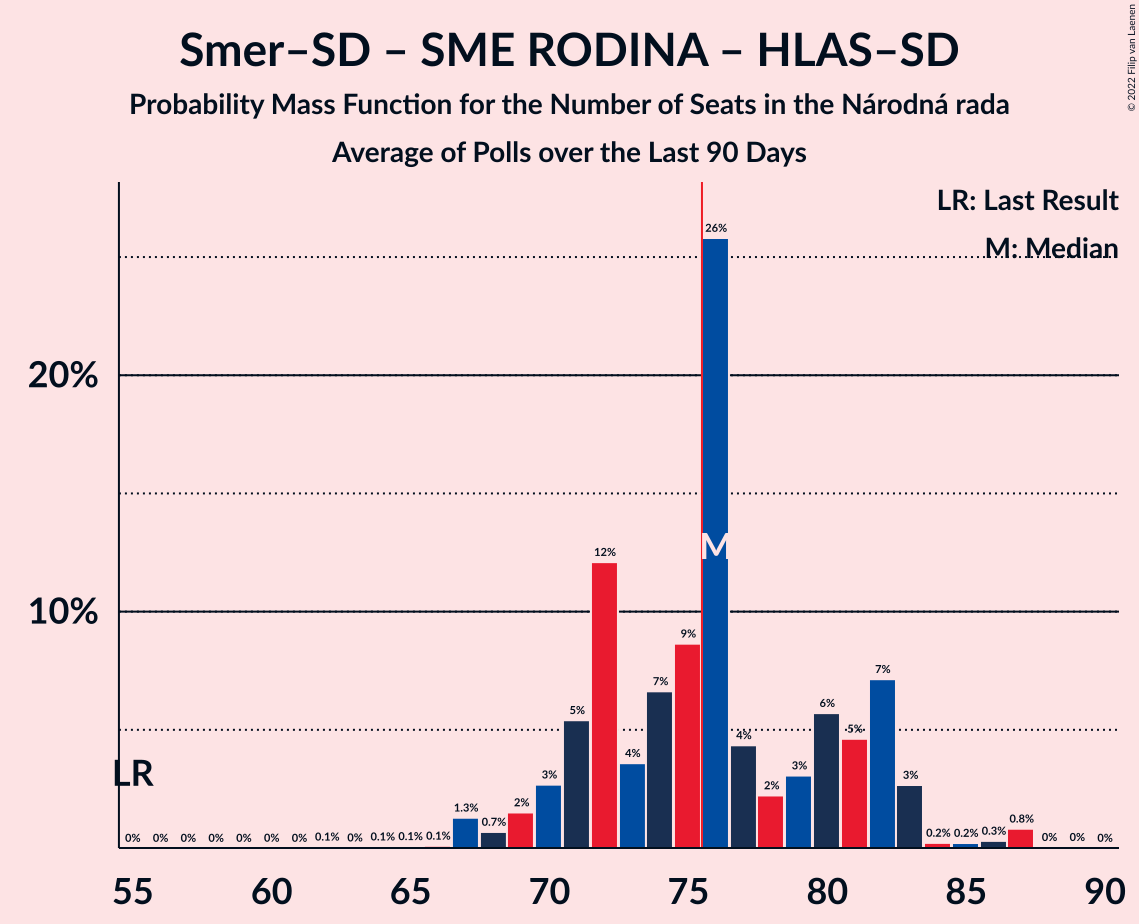 Smer–SD – SME RODINA – HLAS–SD
Probability Mass Function for the Number of Seats in the Národná rada
Average of Polls over the Last 90 Days
© 2022 Filip van Laenen
LR: Last Result
M: Median
20%
10%
LR
M
0% 0% 0% 0% 0% 0% 0% 0.1% 0% 0.1% 0.1% 0.1% 1.3% 0.7% 2% 3% 5% 12% 4% 7% 9% 26% 4% 2% 3% 6% 5% 7% 3% 0.2% 0.2% 0.3% 0.8% 0% 0% 0%
55 60 65 70 75 80 85 90